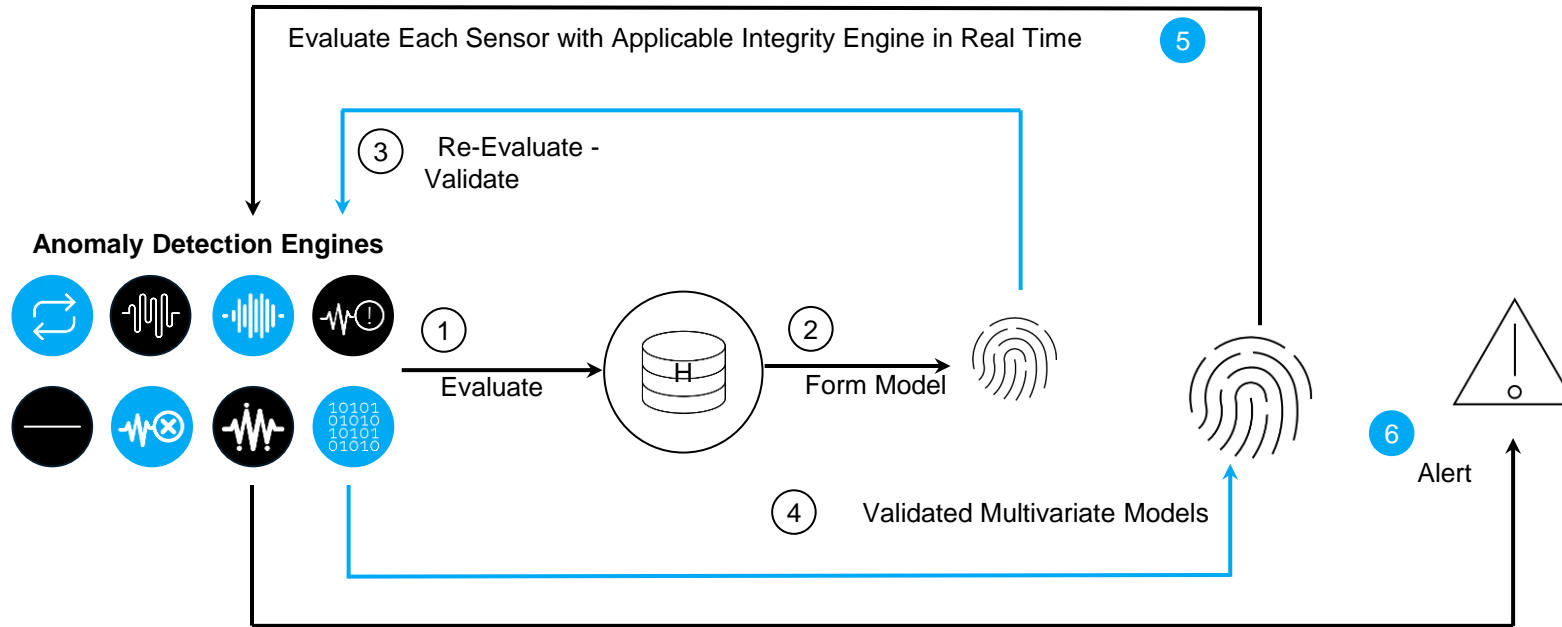 Evaluate Each Sensor with Applicable Integrity Engine in Real Time
5
3
Re-Evaluate -
Validate
Anomaly Detection Engines
1
Evaluate
H
2
Form Model
10101
01010
10101
01010
6
Alert
4
Validated Multivariate Models